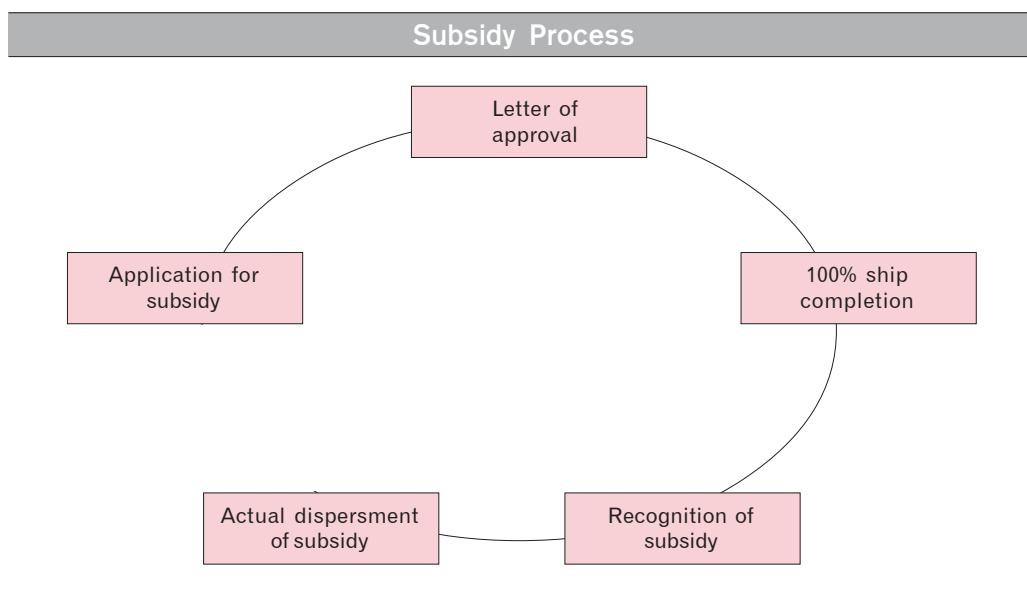 Subsidy Process
Letter of
approval
Application for
subsidy
100% ship
completion
Actual dispersment
of subsidy
Recognition of
subsidy